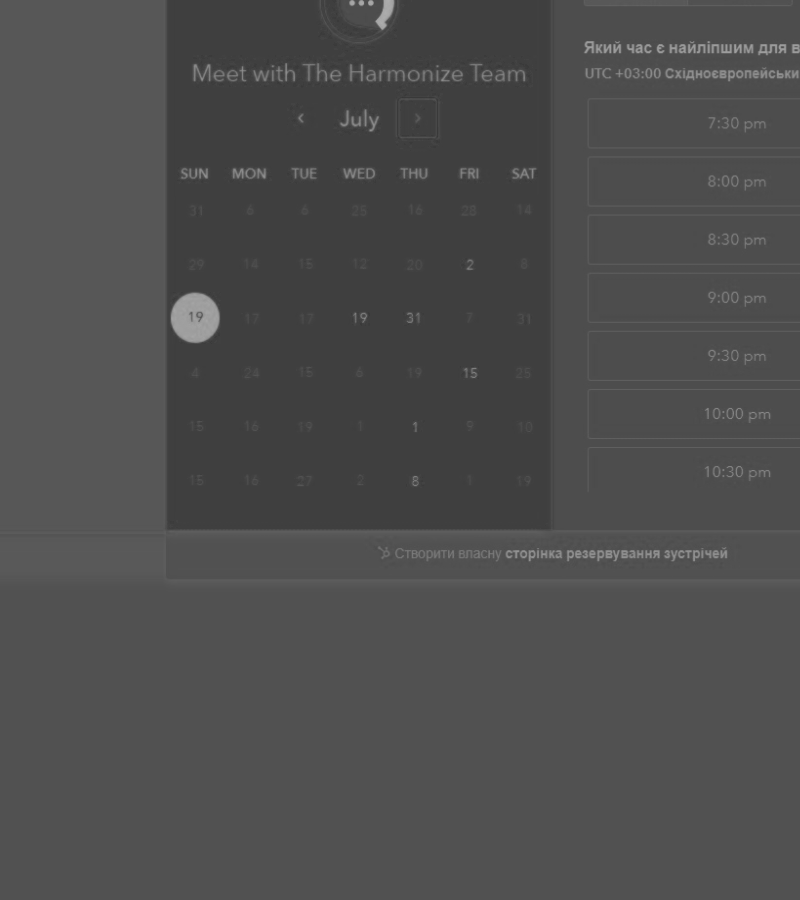 Meet with The Harmonize Team
July
SUN MON TUE WED THU FRI SAT
31 6 6 25 16 28 14
29 14 15 12 20 2 8
19 17 17 19 31 7 31
4 24 15 6 19 15 25
15 16 19 1 1 9 10
15 16 27 2 8 1 19
Який час є найліпшим для
UTC +03:00
7:30 pm
8:00 pm
8:30 pm
9:00 pm
9:30 pm
10:00 pm
10:30 pm
Створити власну сторінка резервування зустрічей